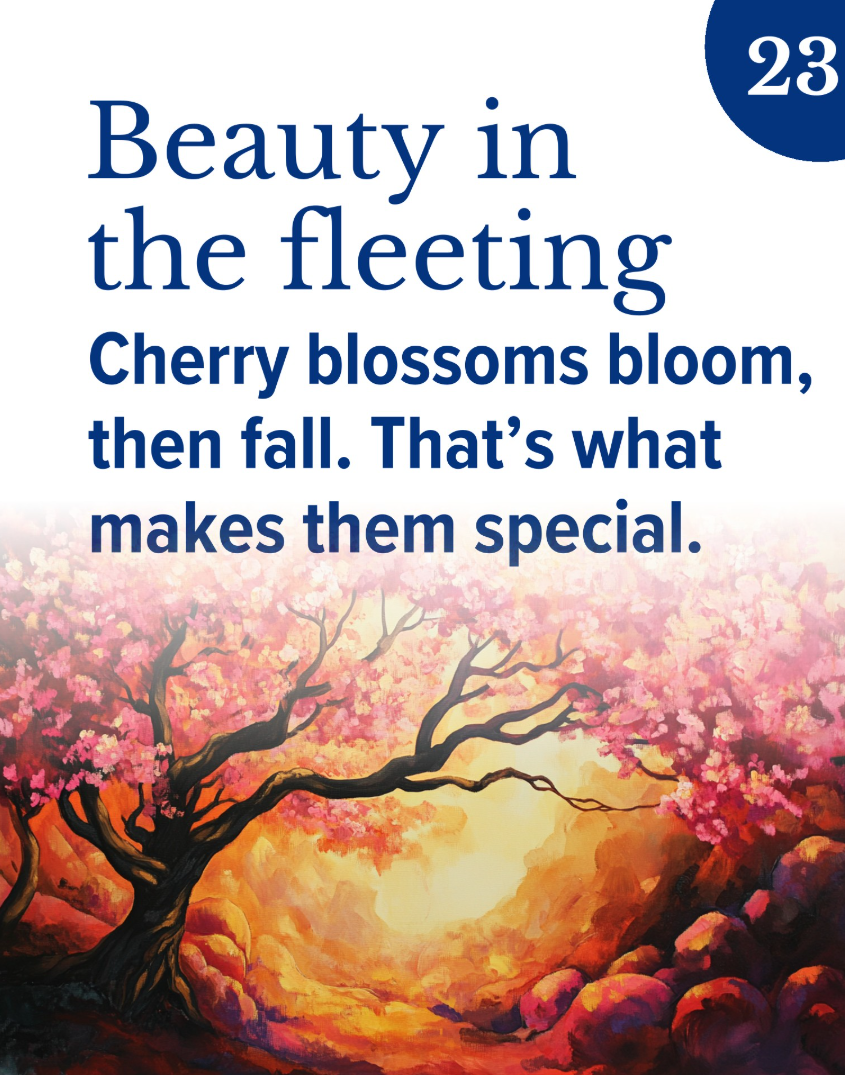 23
Beauty in
the fleeting
Cherry blossoms bloom,
then fall. That’s what
makes them special.